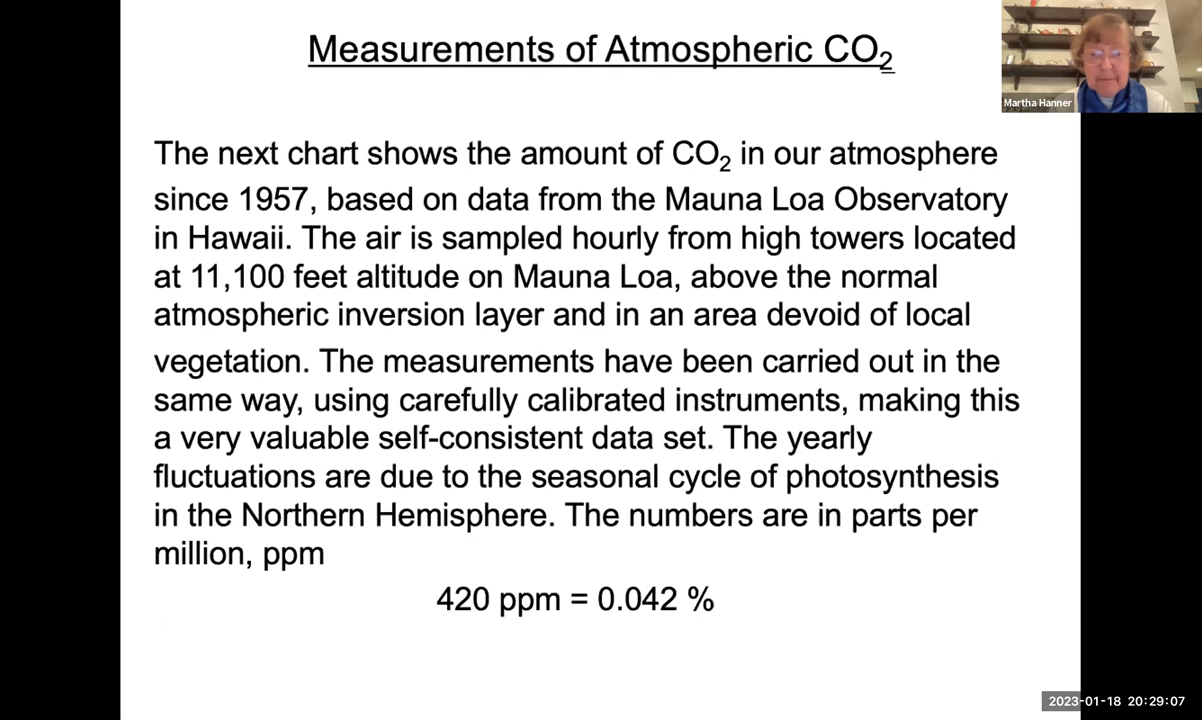 Measurements of Atmospheric CO₂
Martha Hanner
The next chart shows the amount of CO₂ in our atmosphere
since 1957, based on data from the Mauna Loa Observatory
in Hawaii. The air is sampled hourly from high towers located
at 11,100 feet altitude on Mauna Loa, above the normal
atmospheric inversion layer and in an area devoid of local
vegetation. The measurements have been carried out in the
same way, using carefully calibrated instruments, making this
a very valuable self-consistent data set. The yearly
fluctuations are due to the seasonal cycle of photosynthesis
in the Northern Hemisphere. The numbers are in parts per
million, ppm
420 ppm = 0.042 %
2023-01-18 20:29:07